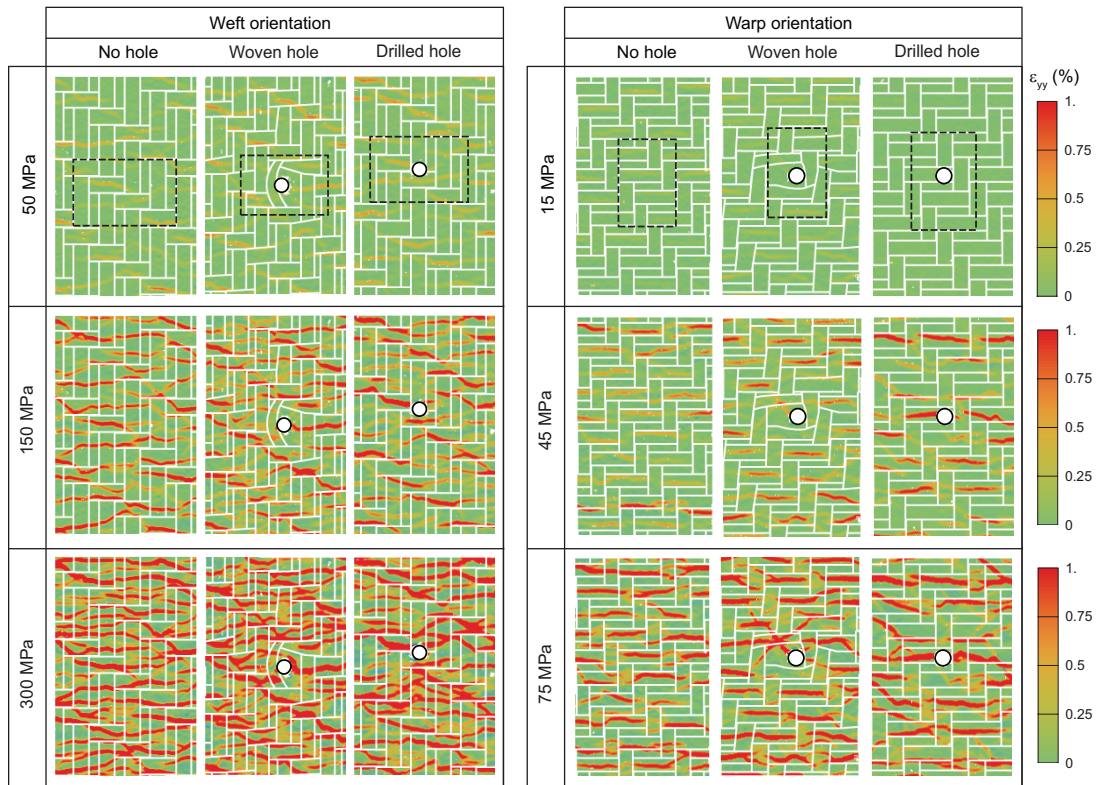 Weft orientation
No hole Woven hole Drilled hole
50 MPa
150 MPa
300 MPa
Warp orientation
No hole Woven hole Drilled hole
15 MPa
45 MPa
75 MPa
εyy (%)
1.
0.75
0.5
0.25
0
1.
0.75
0.5
0.25
0
1.
0.75
0.5
0.25
0